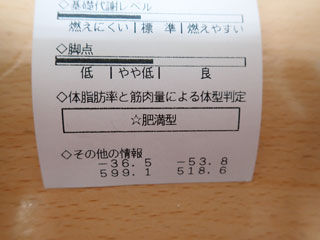 ◇基礎代謝レベル
燃えにくい|標 準|燃えやすい
◇脚点
低 |やや低| 良
◇体脂肪率と筋肉量による体型判定
☆肥満型
◇その他の情報
-36.5 -53.8
599.1 518.6